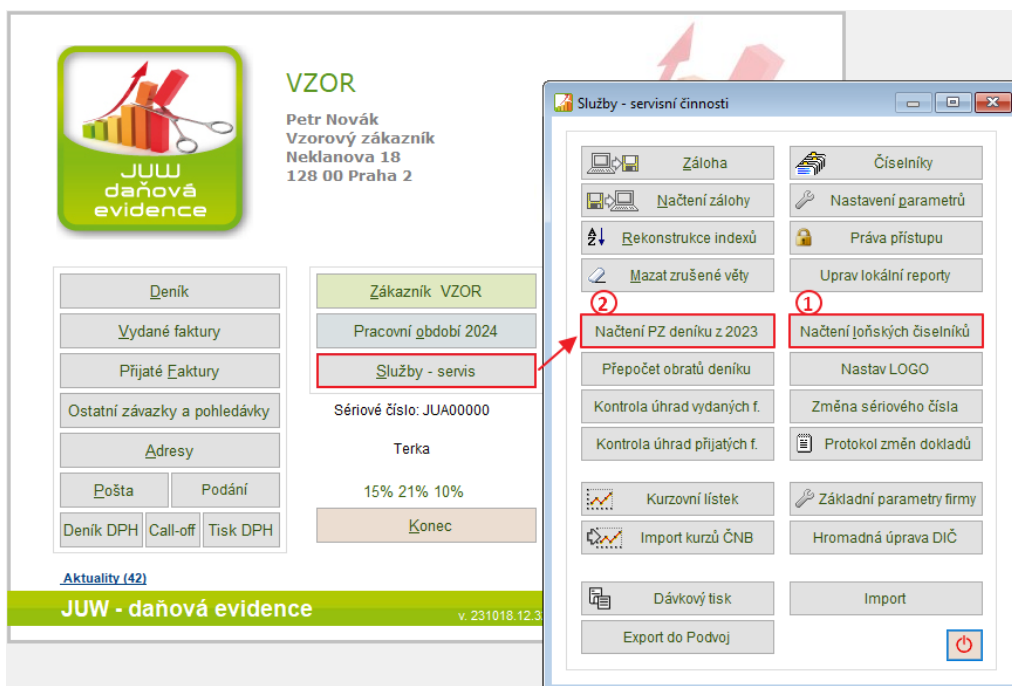 VZOR
Petr Novák
Vzorový zákazník
Neklanova 18
128 00 Praha 2
JUW
daňová
evidence
Deník
Vydané faktury
Přijaté Faktury
Ostatní závazky a pohledávky
Adresy
Pošta
Podání
Deník DPH
Call-off
Tisk DPH
Aktuality (42)
Zákazník VZOR
Pracovní období 2024
Služby - servis
Sériové číslo: JUA00000
Terka
15% 21% 10%
Konec
JUW - daňová evidence
v. 231018.12.3
Služby - servisní činnosti
Záloha
Číselníky
Načtení zálohy
Nastavení parametrů
Rekonstrukce indexů
Práva přístupu
Mazat zrušené věty
Uprav lokální reporty
2
1
Načtení PZ deníku z 2023
Načtení loňských čiselníků
Přepočet obratů deníku
Nastav LOGO
Kontrola úhrad vydaných f.
Změna sériového čísla
Kontrola úhrad přijatých f.
Protokol změn dokladů
Kurzovní lístek
Základní parametry firmy
Import kurzů ČNB
Hromadná úprava DIČ
Dávkový tisk
Import
Export do Podvoj